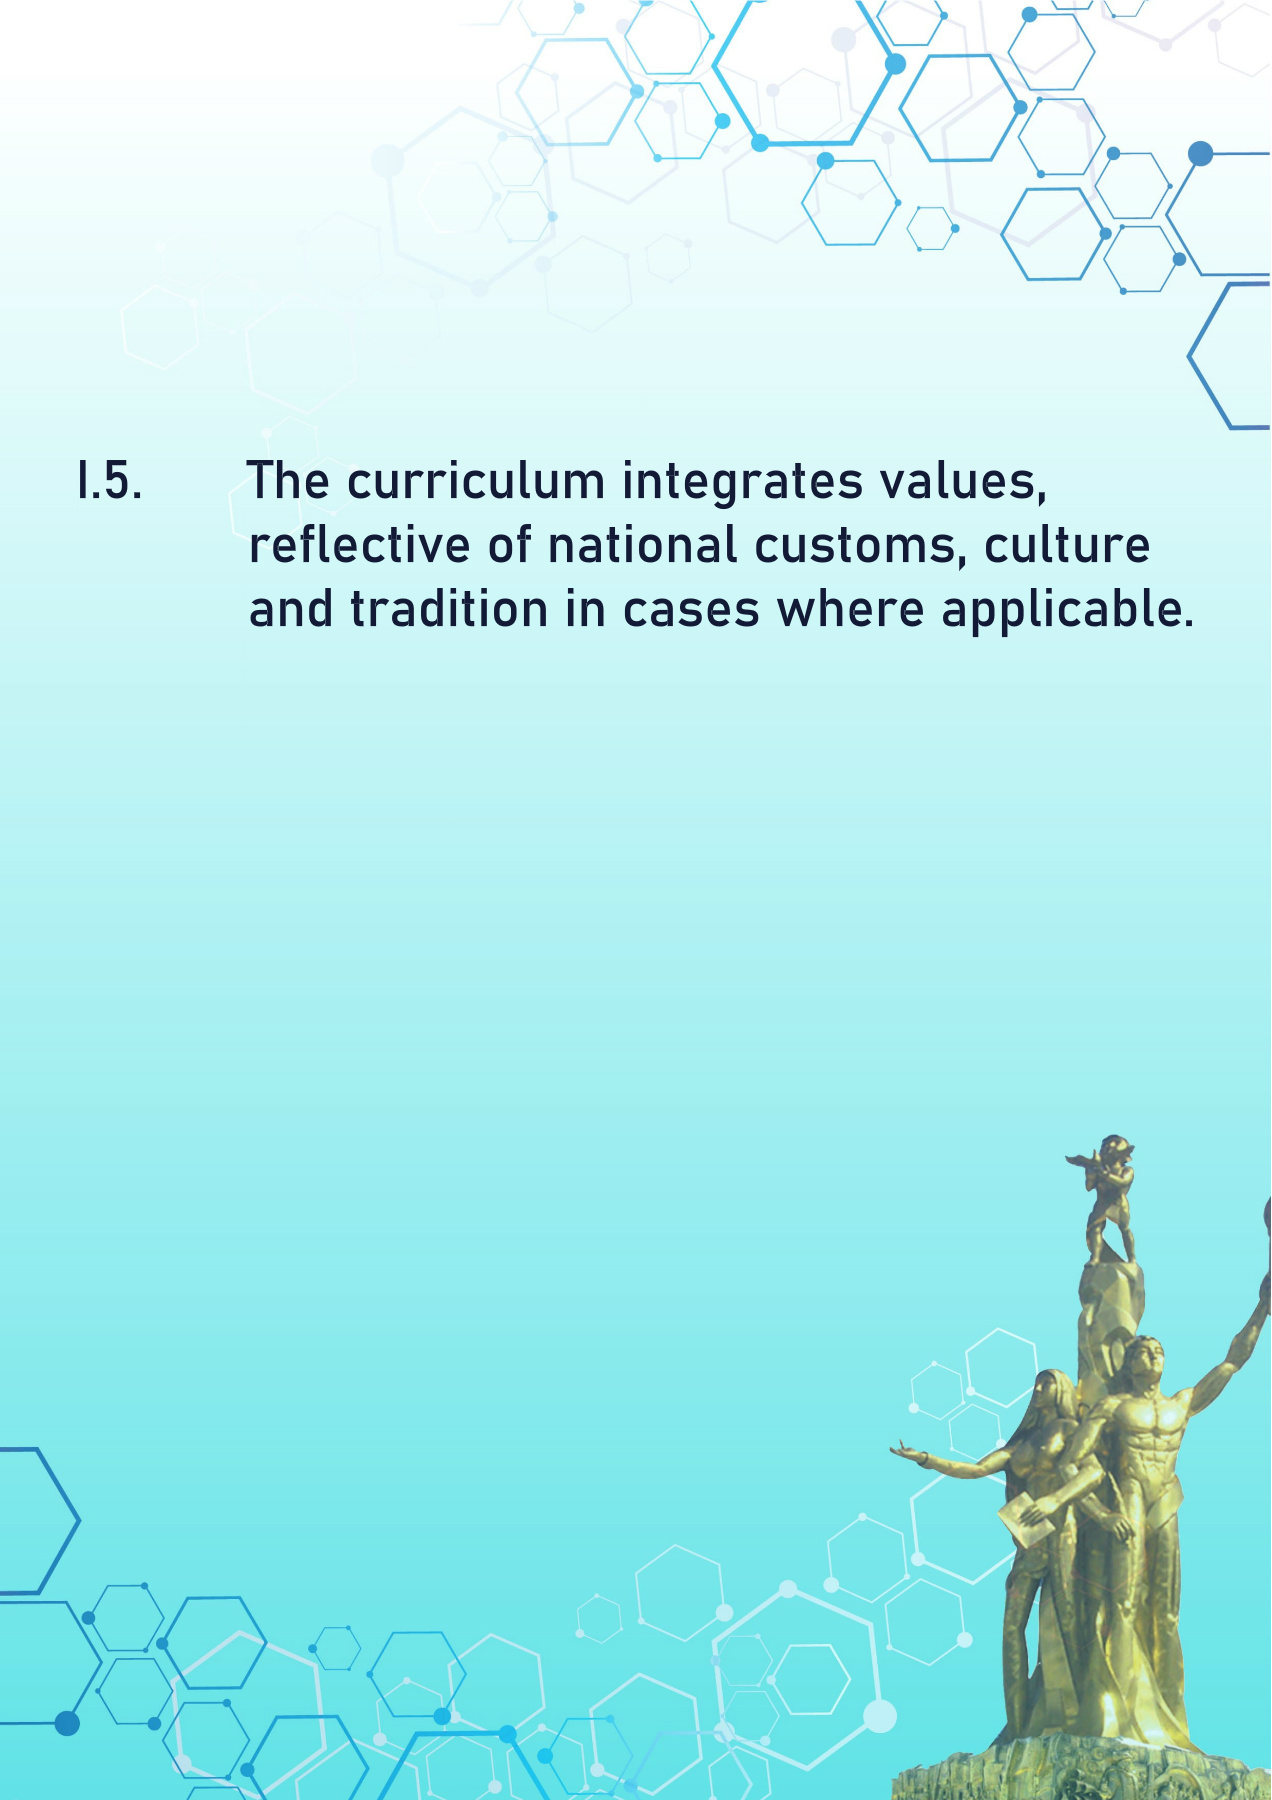 I.5. The curriculum integrates values,
reflective of national customs, culture
and tradition in cases where applicable.